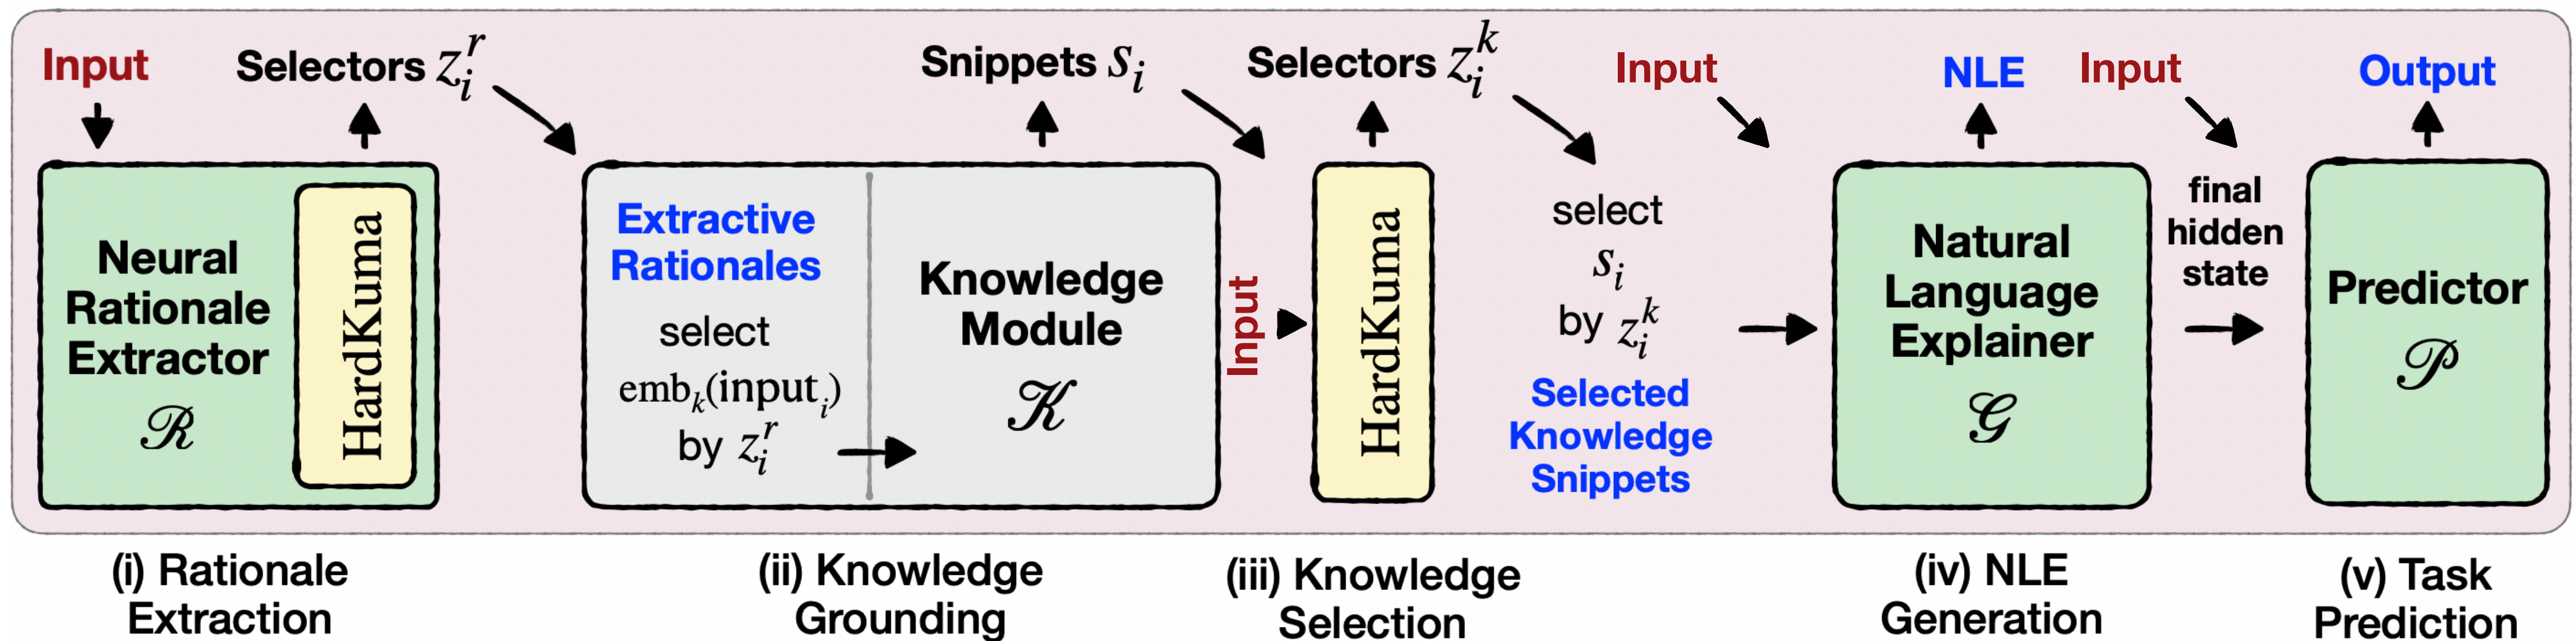 Input
Selectors z_i^r
Neural
Rationale
Extractor
ℛ
HardKuma
Extractive
Rationales
select
emb_k(input_i)
by z_i^r
Snippets s_i
Knowledge
Module
𝒦
Input
Selectors z_i^k
HardKuma
select
s_i
by z_i^k
Selected
Knowledge
Snippets
Input
NLE
Natural
Language
Explainer
𝒢
Input
final
hidden
state
Output
Predictor
𝒫
(i) Rationale
Extraction
(ii) Knowledge
Grounding
(iii) Knowledge
Selection
(iv) NLE
Generation
(v) Task
Prediction